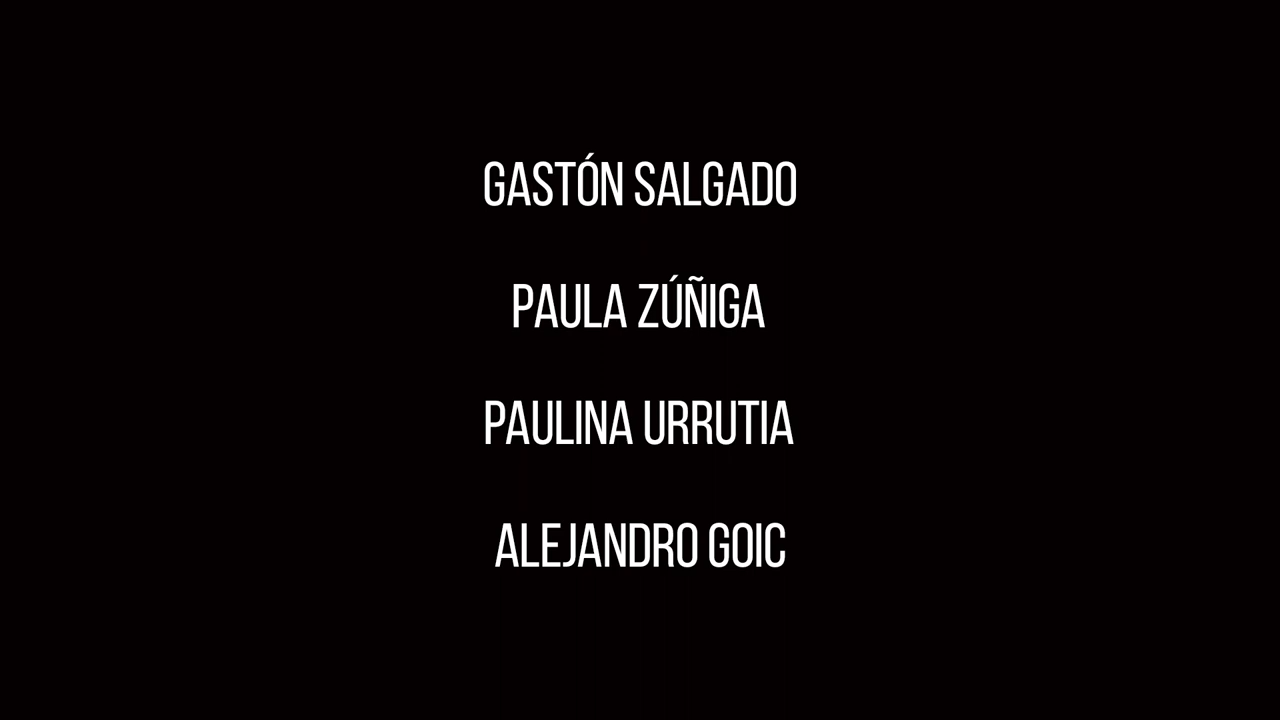 GASTÓN SALGADO
PAULA ZÚÑIGA
PAULINA URRUTIA
ALEJANDRO GOIC